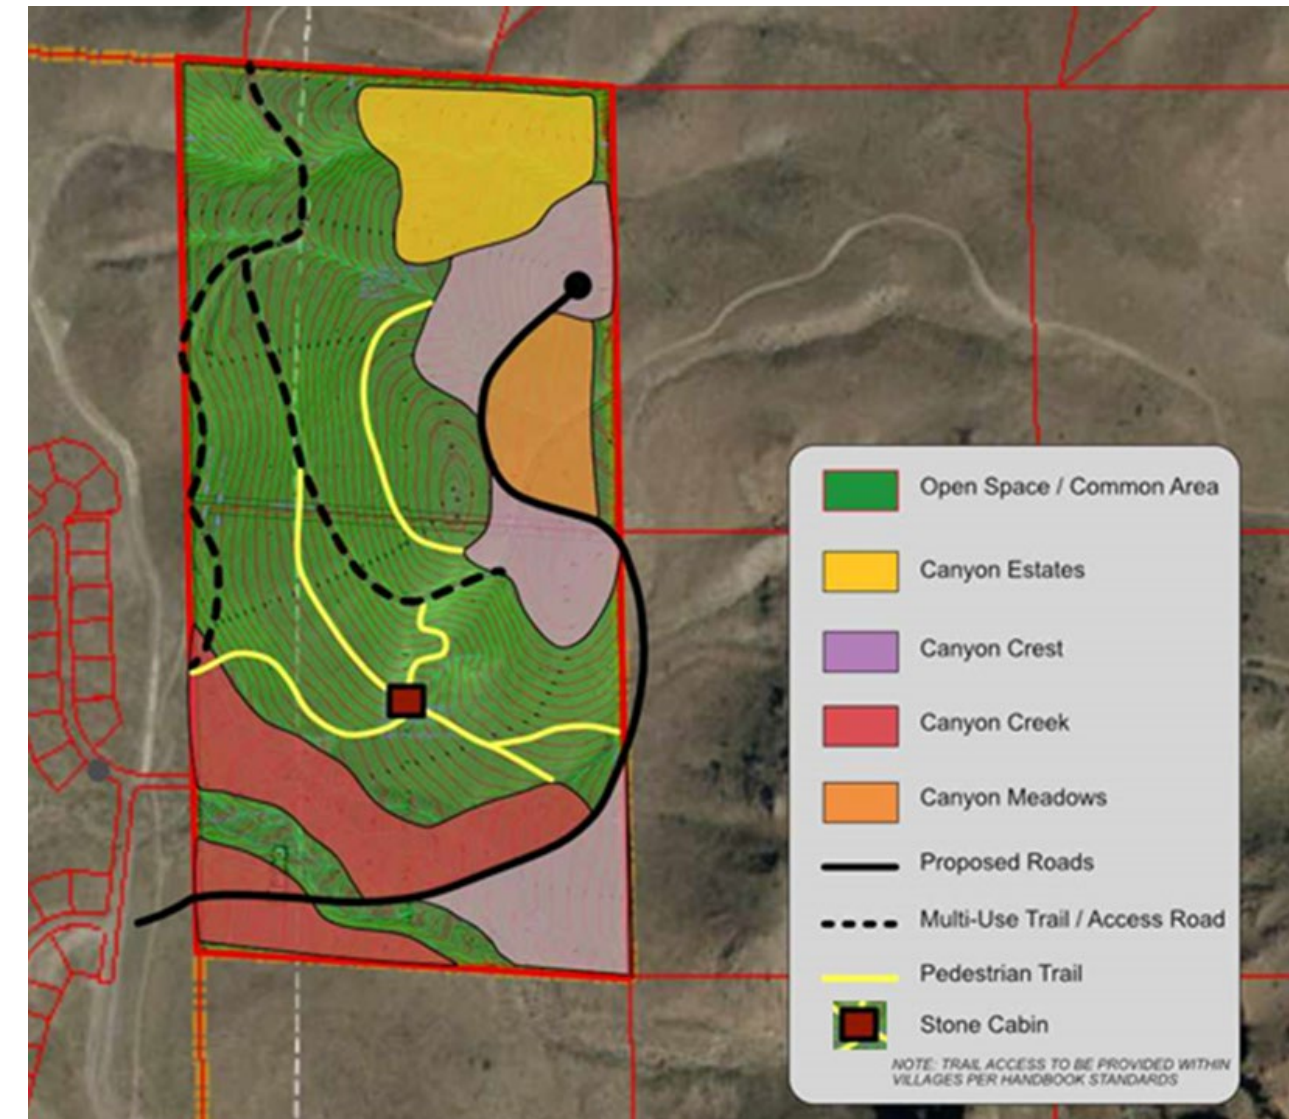 Open Space / Common Area
Canyon Estates
Canyon Crest
Canyon Creek
Canyon Meadows
Proposed Roads
Multi-Use Trail / Access Road
Pedestrian Trail
Stone Cabin
NOTE: TRAIL ACCESS TO BE PROVIDED WITHIN
VILLAGES PER HANDBOOK STANDARDS